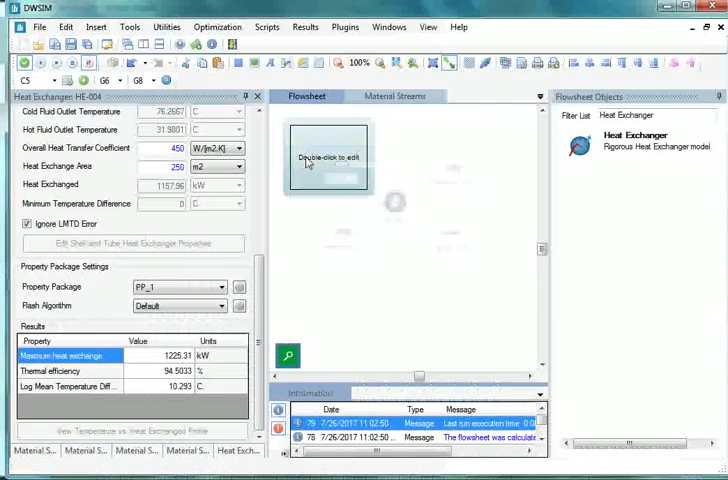 DWSIM
File Edit Insert Tools Utilities Optimization Scripts Results Plugins Windows View Help
100%
C5 G6 G8
Heat Exchanger: HE-004
Cold Fluid Outlet Temperature 76.2667 C
Hot Fluid Outlet Temperature 31.9801 C
Overall Heat Transfer Coefficient 450 W/[m2.K]
Heat Exchange Area 250 m2
Heat Exchanged 1157.96 kW
Minimum Temperature Difference 0 C
Ignore LMTD Error
Edit Shell and Tube Heat Exchanger Properties
Property Package Settings
Property Package PP_1
Flash Algorithm Default
Results
Property Value Units
Maximum heat exchange 1225.31 kW
Thermal efficiency 94.5033 %
Log Mean Temperature Diff... 10.293 C.
View Temperature vs Heat Exchanged Profile
Material S... Material S... Material S... Material S... Heat Exch...
Flowsheet Material Streams
Double-click to edit
Information
Date Type Message
79 7/26/2017 11:02:50 Message Last run execution time 0:0
78 7/26/2017 11:02:50... Message The flowsheet was calculate
Flowsheet Objects
Filter List Heat Exchanger
Heat Exchanger
Rigorous Heat Exchanger model